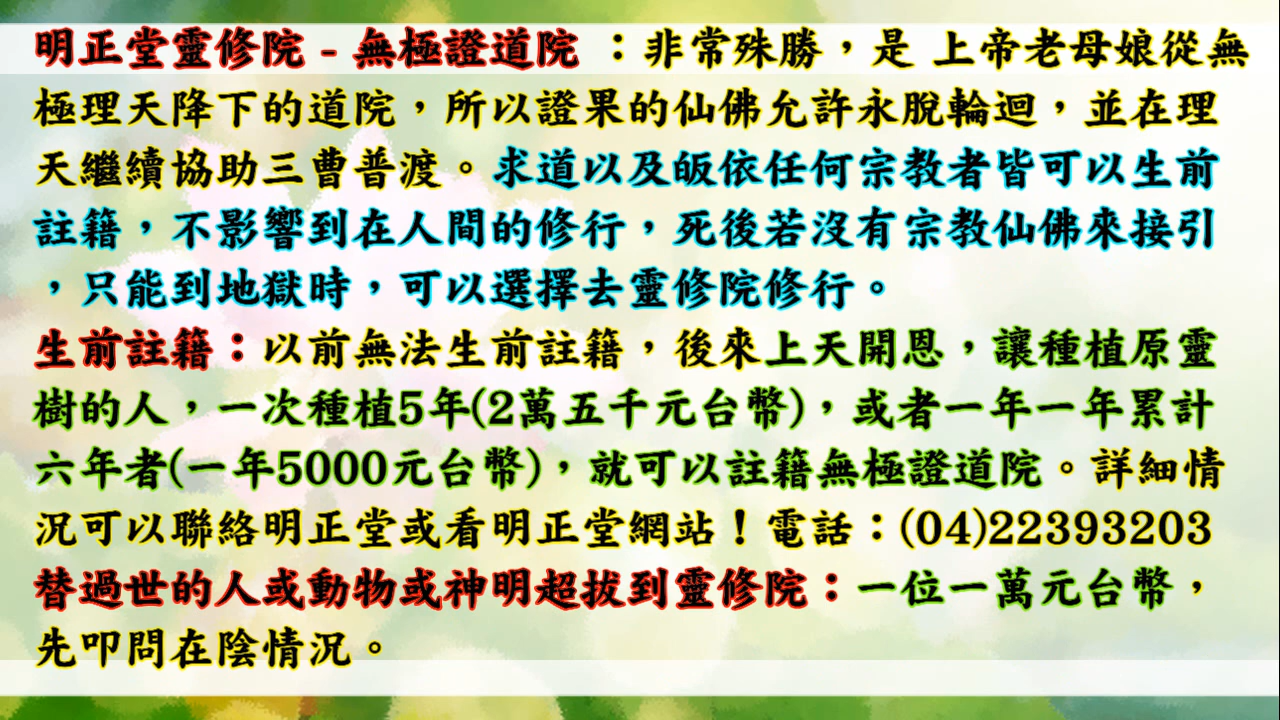 明正堂靈修院 - 無極證道院 ：非常殊勝，是 上帝老母娘從無
極理天降下的道院，所以證果的仙佛允許永脫輪迴，並在理
天繼續協助三曹普渡。求道以及皈依任何宗教者皆可以生前
註籍，不影響到在人間的修行，死後若沒有宗教仙佛來接引
，只能到地獄時，可以選擇去靈修院修行。
生前註籍：以前無法生前註籍，後來上天開恩，讓種植原靈
樹的人，一次種植5年(2萬五千元台幣)，或者一年一年累計
六年者(一年5000元台幣)，就可以註籍無極證道院。詳細情
況可以聯絡明正堂或看明正堂網站！電話：(04)22393203
替過世的人或動物或神明超拔到靈修院：一位一萬元台幣，
先叩問在陰情況。